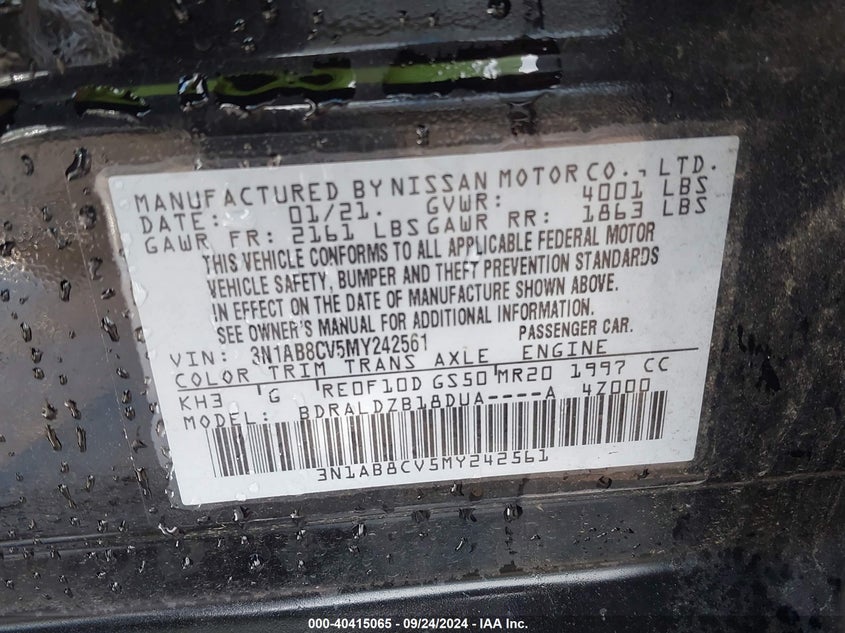 MANUFACTURED BY NISSAN MOTOR CO., LTD.
DATE: 01/21. GVWR: 4001 LBS
GAWR FR: 2161 LBS GAWR RR: 1863 LBS
THIS VEHICLE CONFORMS TO ALL APPLICABLE FEDERAL MOTOR
VEHICLE SAFETY, BUMPER AND THEFT PREVENTION STANDARDS
IN EFFECT ON THE DATE OF MANUFACTURE SHOWN ABOVE.
SEE OWNER'S MANUAL FOR ADDITIONAL INFORMATION.
VIN: 3N1AB8CV5MY242561 PASSENGER CAR.
COLOR TRIM TRANS AXLE ENGINE
KH3 G RE0F10D GS50 MR20 1997 CC
MODEL: BDRALDZB18DUA----A 4Z000
3N1AB8CV5MY242561
000-40415065 - 09/24/2024 - IAA Inc.